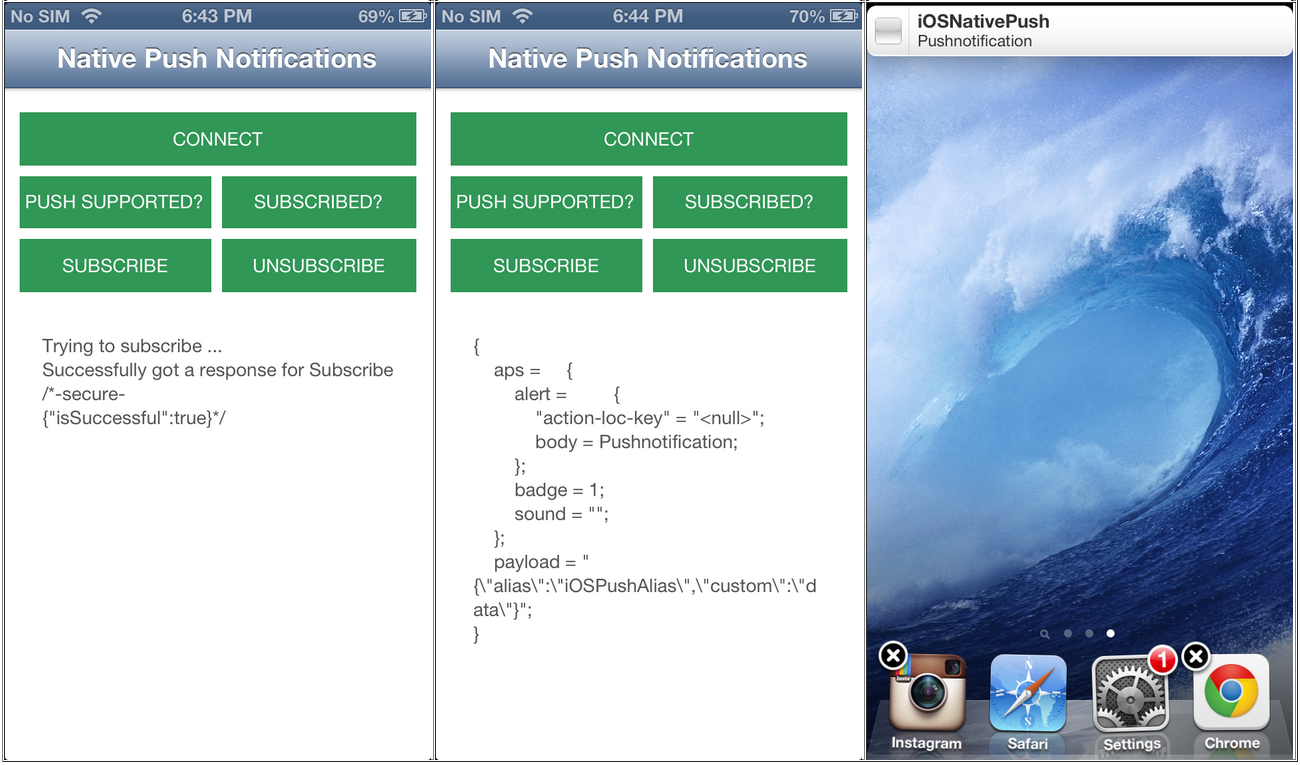 No SIM 6:43 PM 69%
Native Push Notifications
CONNECT
PUSH SUPPORTED? SUBSCRIBED?
SUBSCRIBE UNSUBSCRIBE
Trying to subscribe ...
Successfully got a response for Subscribe
/*-secure-
{"isSuccessful":true}*/
No SIM 6:44 PM 70%
Native Push Notifications
CONNECT
PUSH SUPPORTED? SUBSCRIBED?
SUBSCRIBE UNSUBSCRIBE
{
aps = {
alert = {
"action-loc-key" = "<null>";
body = Pushnotification;
};
badge = 1;
sound = "";
};
payload = "
{\"alias\":\"iOSPushAlias\",\"custom\":\"d
ata\"}";
}
iOSNativePush
Pushnotification
1
Insta
N
Instagram Safari Settings Chrome